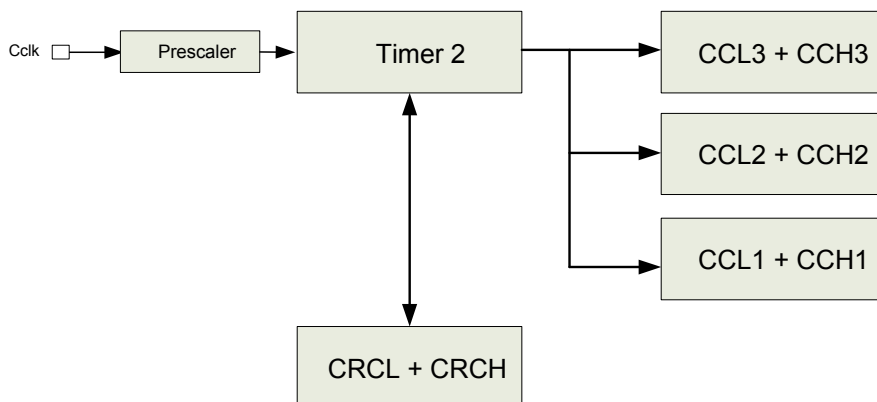 Cclk
Prescaler
Timer 2
CCL3 + CCH3
CCL2 + CCH2
CCL1 + CCH1
CRCL + CRCH